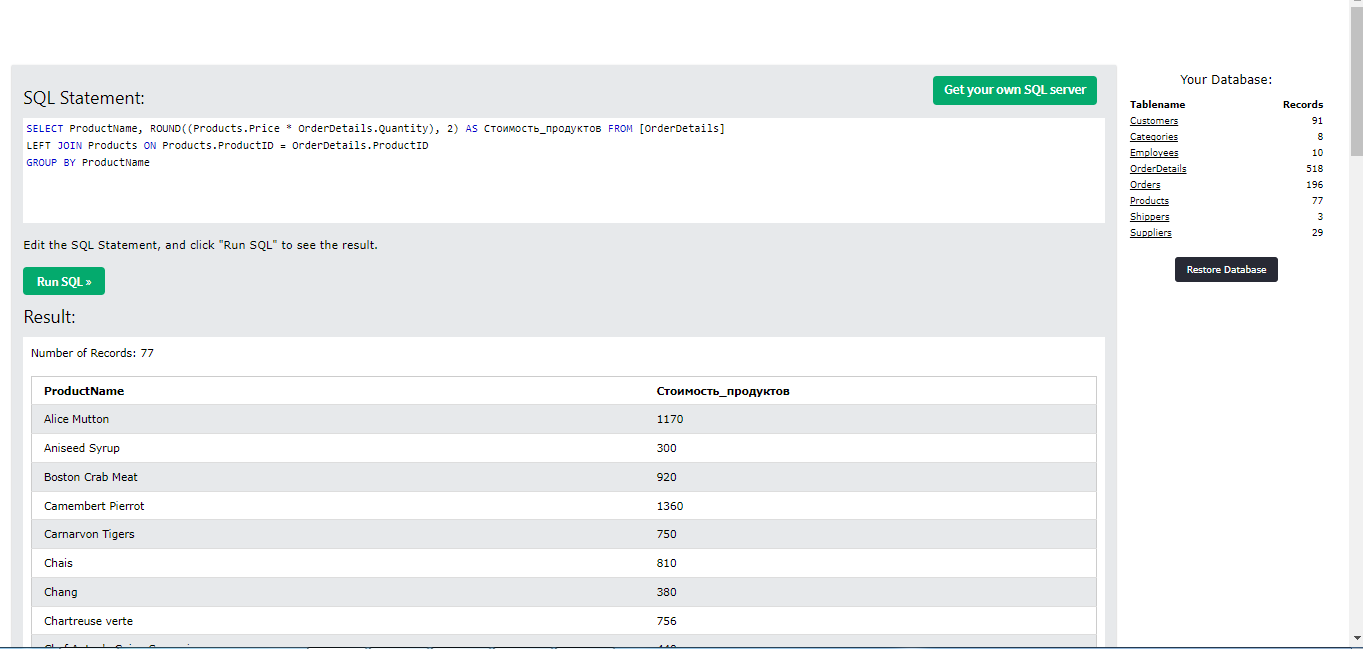 Get your own SQL server
SQL Statement:
SELECT ProductName, ROUND((Products.Price * OrderDetails.Quantity), 2) AS Стоимость_продуктов FROM [OrderDetails]
LEFT JOIN Products ON Products.ProductID = OrderDetails.ProductID
GROUP BY ProductName
Edit the SQL Statement, and click "Run SQL" to see the result.
Run SQL »
Result:
Number of Records: 77
ProductName Стоимость_продуктов
Alice Mutton 1170
Aniseed Syrup 300
Boston Crab Meat 920
Camembert Pierrot 1360
Carnarvon Tigers 750
Chais 810
Chang 380
Chartreuse verte 756
Your Database:
Tablename Records
Customers 91
Categories 8
Employees 10
OrderDetails 518
Orders 196
Products 77
Shippers 3
Suppliers 29
Restore Database